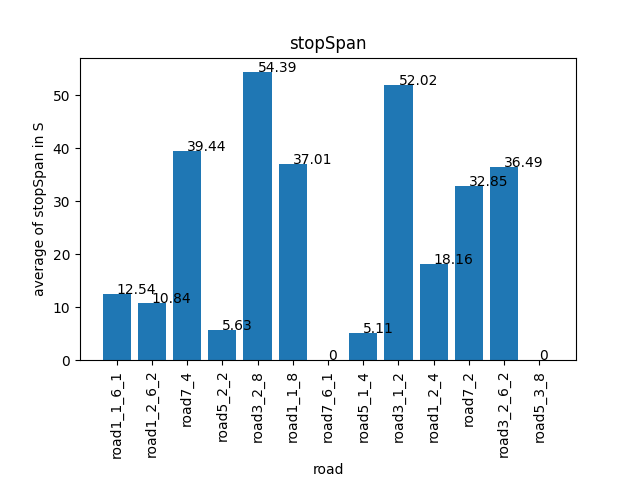 stopSpan
average of stopSpan in S
50
40
30
20
10
0
12.54
10.84
39.44
5.63
54.39
37.01
0
5.11
52.02
18.16
32.85
36.49
0
road1_1_6_1
road1_2_6_2
road7_4
road5_2_2
road3_2_8
road1_1_8
road7_6_1
road5_1_4
road3_1_2
road1_2_4
road7_2
road3_2_6_2
road5_3_8
road